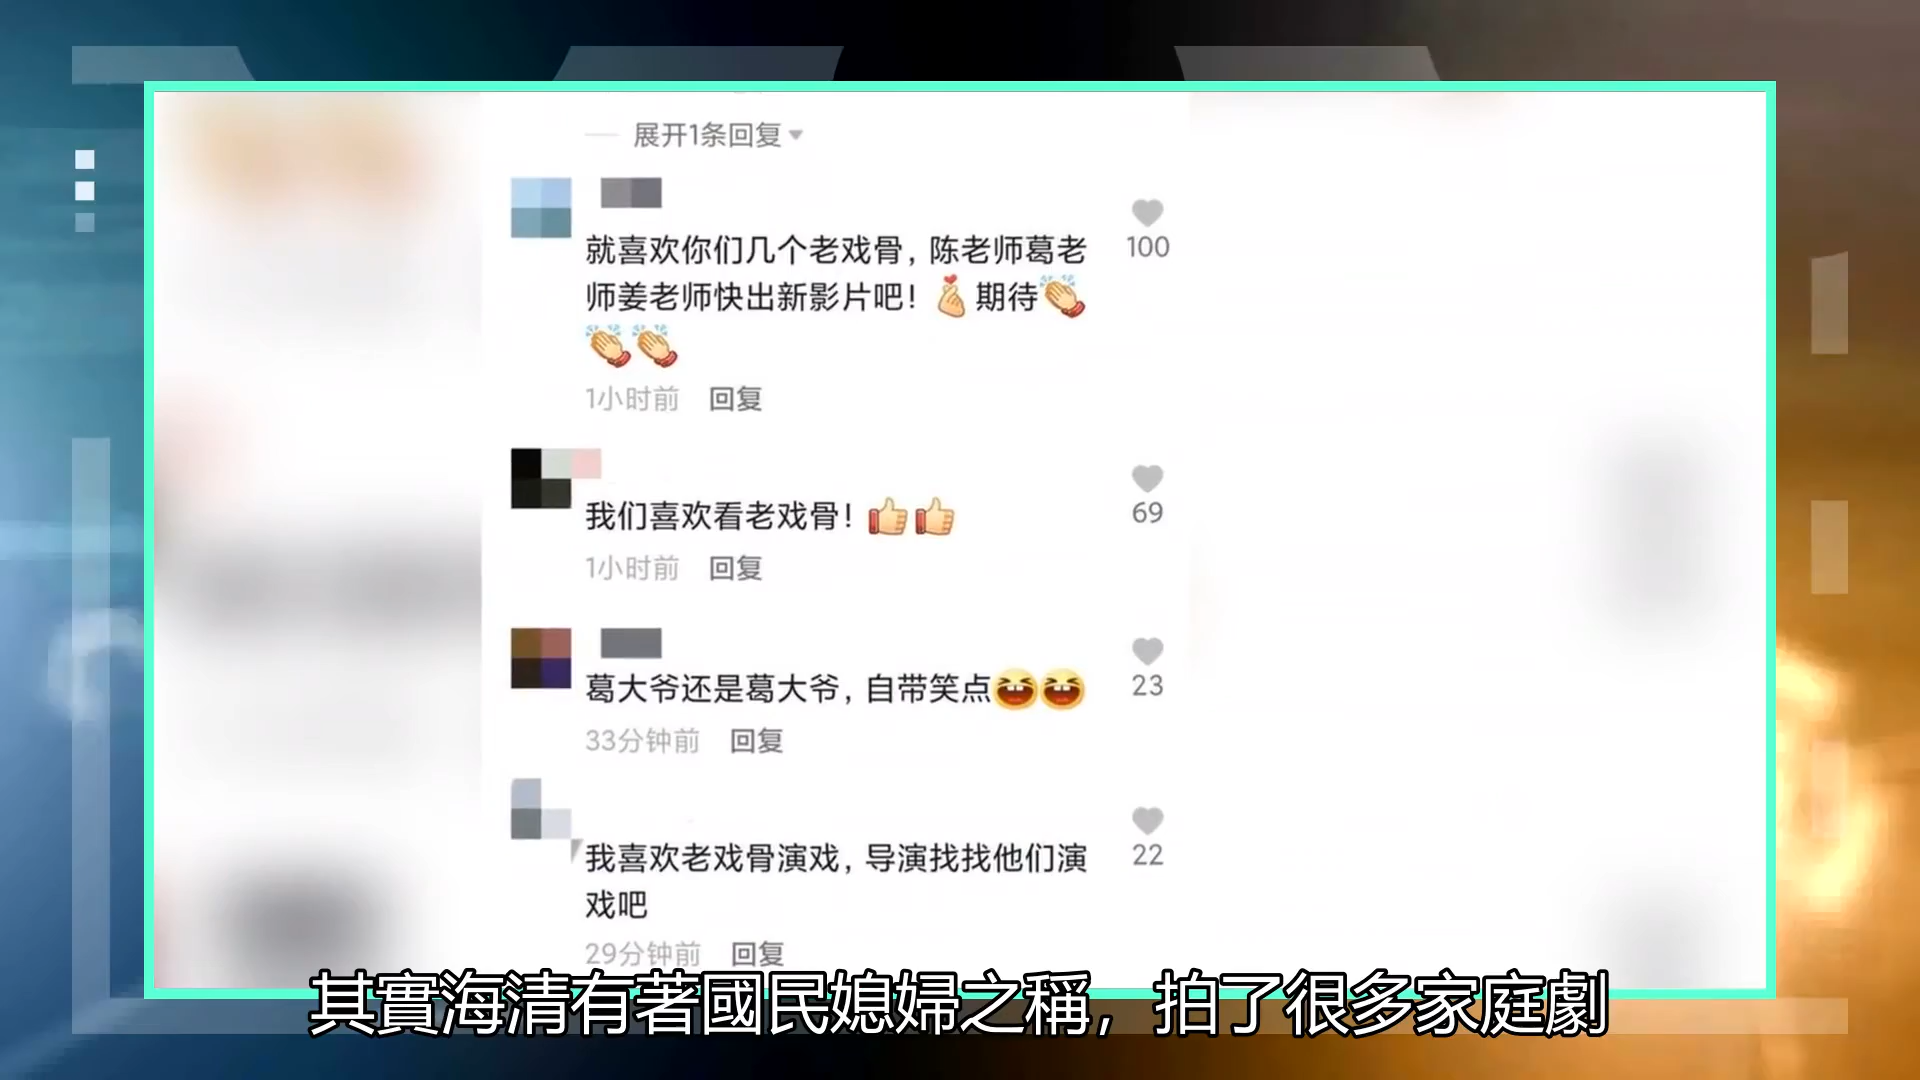 展开1条回复
就喜欢你们几个老戏骨，陈老师葛老
100
师姜老师快出新影片吧！🫰期待👏
👏👏
1小时前 回复
我们喜欢看老戏骨！👍👍
69
1小时前 回复
葛大爷还是葛大爷，自带笑点😆😆
23
33分钟前 回复
我喜欢老戏骨演戏，导演找找他们演
22
戏吧
29分钟前 回复
其實海清有著國民媳婦之稱，拍了很多家庭劇